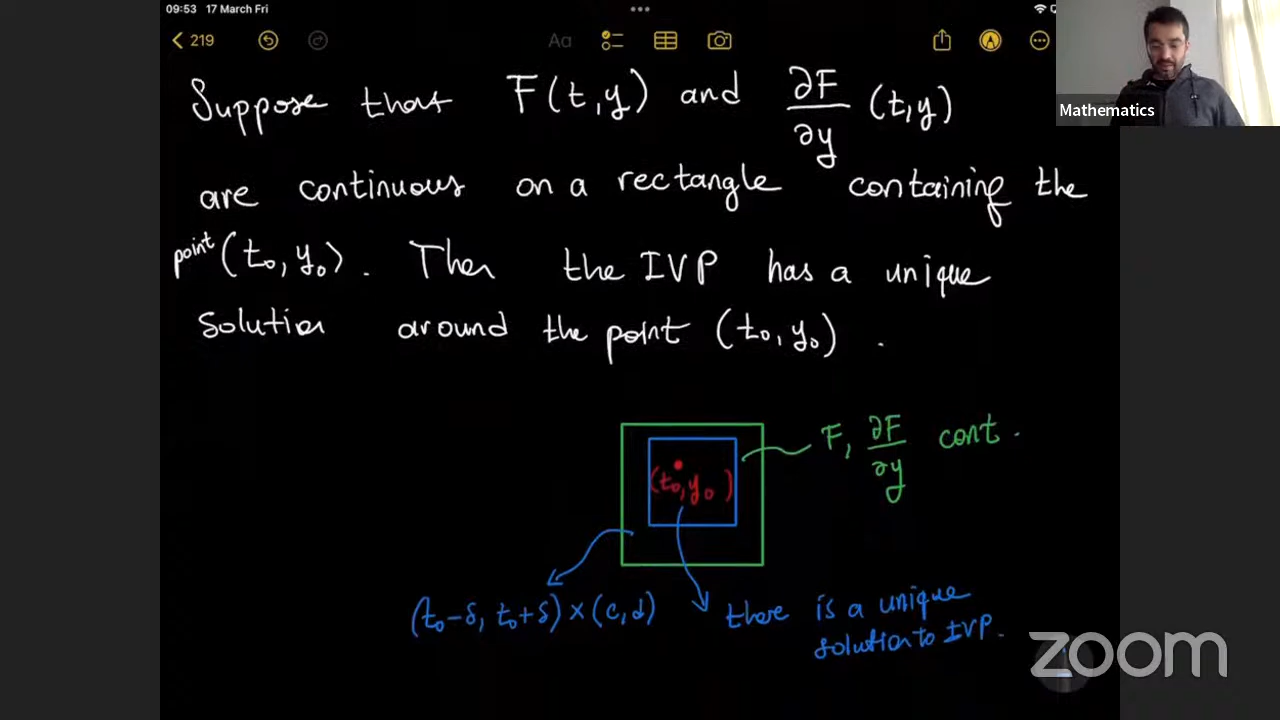 09:53 17 March Fri
219
Aa
Mathematics
Suppose that F(t,y) and ∂F/∂y (t,y)
are continuous on a rectangle containing the
point (t₀, y₀). Then the IVP has a unique
solution around the point (t₀, y₀).
F, ∂F/∂y cont.
(t₀, y₀)
(t₀-δ, t₀+δ)×(c,d)
there is a unique
solution to IVP.
zoom